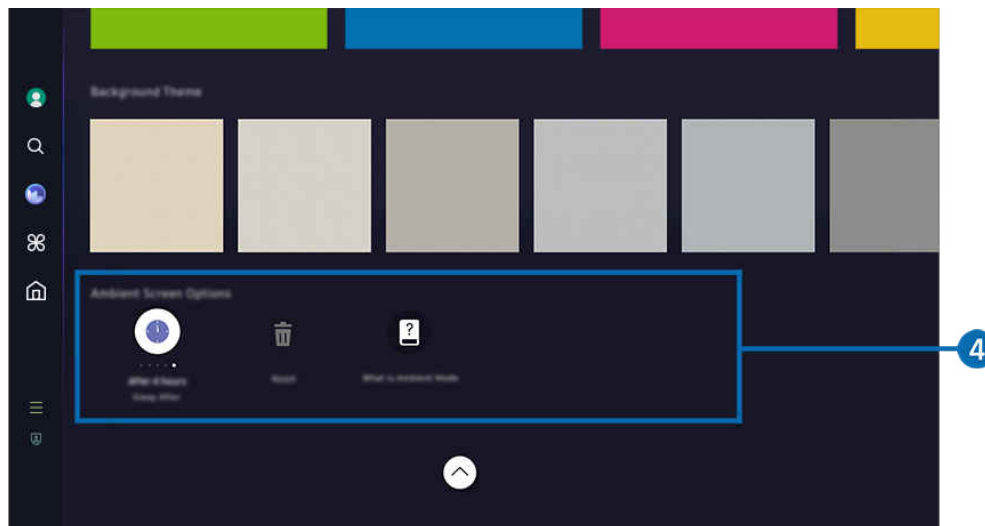 Background Theme
Ambient Screen Options
4
?
After 4 hours
Reset
What is Ambient Mode
Sleep After